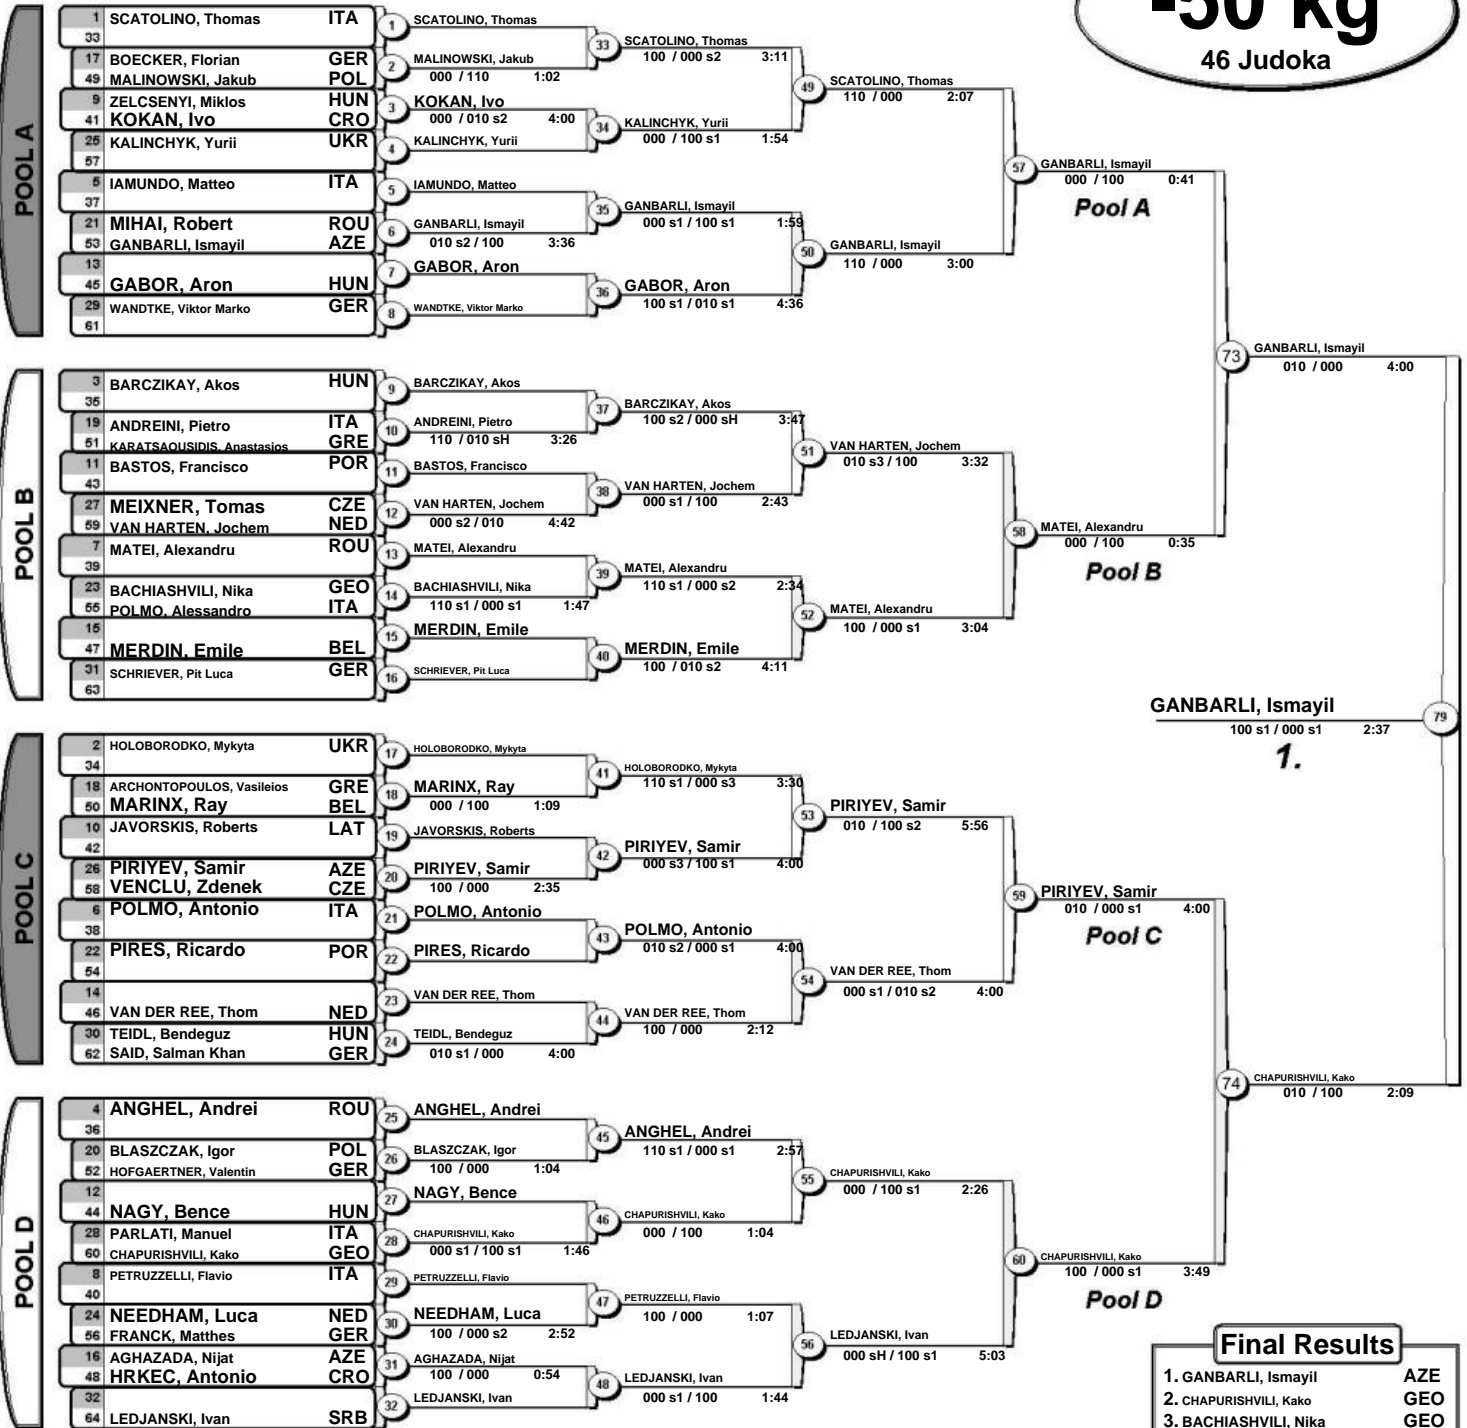 -50 kg
46 Judoka
POOL A
1 SCATOLINO, Thomas ITA
33
17 BOECKER, Florian GER
49 MALINOWSKI, Jakub POL
9 ZELCSENYI, Miklos HUN
41 KOKAN, Ivo CRO
25 KALINCHYK, Yurii UKR
57
5 IAMUNDO, Matteo ITA
37
21 MIHAI, Robert ROU
53 GANBARLI, Ismayil AZE
13
45 GABOR, Aron HUN
29 WANDTKE, Viktor Marko GER
61
1 SCATOLINO, Thomas
2 MALINOWSKI, Jakub
000 / 110 1:02
3 KOKAN, Ivo
000 / 010 s2 4:00
4 KALINCHYK, Yurii
5 IAMUNDO, Matteo
6 GANBARLI, Ismayil
010 s2 / 100 3:36
7 GABOR, Aron
8 WANDTKE, Viktor Marko
33 SCATOLINO, Thomas
100 / 000 s2 3:11
34 KALINCHYK, Yurii
000 / 100 s1 1:54
35 GANBARLI, Ismayil
000 s1 / 100 s1 1:59
36 GABOR, Aron
100 s1 / 010 s1 4:36
49 SCATOLINO, Thomas
110 / 000 2:07
50 GANBARLI, Ismayil
110 / 000 3:00
57 GANBARLI, Ismayil
000 / 100 0:41
Pool A
POOL B
3 BARCZIKAY, Akos HUN
35
19 ANDREINI, Pietro ITA
51 KARATSAOUSIDIS, Anastasios GRE
11 BASTOS, Francisco POR
43
27 MEIXNER, Tomas CZE
59 VAN HARTEN, Jochem NED
7 MATEI, Alexandru ROU
39
23 BACHIASHVILI, Nika GEO
55 POLMO, Alessandro ITA
15
47 MERDIN, Emile BEL
31 SCHRIEVER, Pit Luca GER
63
9 BARCZIKAY, Akos
10 ANDREINI, Pietro
110 / 010 sH 3:26
11 BASTOS, Francisco
12 VAN HARTEN, Jochem
000 s2 / 010 4:42
13 MATEI, Alexandru
14 BACHIASHVILI, Nika
110 s1 / 000 s1 1:47
15 MERDIN, Emile
16 SCHRIEVER, Pit Luca
37 BARCZIKAY, Akos
100 s2 / 000 sH 3:47
38 VAN HARTEN, Jochem
000 s1 / 100 2:43
39 MATEI, Alexandru
110 s1 / 000 s2 2:34
40 MERDIN, Emile
100 / 010 s2 4:11
51 VAN HARTEN, Jochem
010 s3 / 100 3:32
52 MATEI, Alexandru
100 / 000 s1 3:04
58 MATEI, Alexandru
000 / 100 0:35
Pool B
73 GANBARLI, Ismayil
010 / 000 4:00
GANBARLI, Ismayil 79
100 s1 / 000 s1 2:37
1.
POOL C
2 HOLOBORODKO, Mykyta UKR
34
18 ARCHONTOPOULOS, Vasileios GRE
50 MARINX, Ray BEL
10 JAVORSKIS, Roberts LAT
42
26 PIRIYEV, Samir AZE
58 VENCLU, Zdenek CZE
6 POLMO, Antonio ITA
38
22 PIRES, Ricardo POR
54
14
46 VAN DER REE, Thom NED
30 TEIDL, Bendeguz HUN
62 SAID, Salman Khan GER
17 HOLOBORODKO, Mykyta
18 MARINX, Ray
000 / 100 1:09
19 JAVORSKIS, Roberts
20 PIRIYEV, Samir
100 / 000 2:35
21 POLMO, Antonio
22 PIRES, Ricardo
23 VAN DER REE, Thom
24 TEIDL, Bendeguz
010 s1 / 000 4:00
41 HOLOBORODKO, Mykyta
110 s1 / 000 s3 3:30
42 PIRIYEV, Samir
000 s3 / 100 s1 4:00
43 POLMO, Antonio
010 s2 / 000 s1 4:00
44 VAN DER REE, Thom
100 / 000 2:12
53 PIRIYEV, Samir
010 / 100 s2 5:56
54 VAN DER REE, Thom
000 s1 / 010 s2 4:00
59 PIRIYEV, Samir
010 / 000 s1 4:00
Pool C
74 CHAPURISHVILI, Kako
010 / 100 2:09
POOL D
4 ANGHEL, Andrei ROU
36
20 BLASZCZAK, Igor POL
52 HOFGAERTNER, Valentin GER
12
44 NAGY, Bence HUN
28 PARLATI, Manuel ITA
60 CHAPURISHVILI, Kako GEO
8 PETRUZZELLI, Flavio ITA
40
24 NEEDHAM, Luca NED
56 FRANCK, Matthes GER
16 AGHAZADA, Nijat AZE
48 HRKEC, Antonio CRO
32
64 LEDJANSKI, Ivan SRB
25 ANGHEL, Andrei
26 BLASZCZAK, Igor
100 / 000 1:04
27 NAGY, Bence
28 CHAPURISHVILI, Kako
000 s1 / 100 s1 1:46
29 PETRUZZELLI, Flavio
30 NEEDHAM, Luca
100 / 000 s2 2:52
31 AGHAZADA, Nijat
100 / 000 0:54
32 LEDJANSKI, Ivan
45 ANGHEL, Andrei
110 s1 / 000 s1 2:57
46 CHAPURISHVILI, Kako
000 / 100 1:04
47 PETRUZZELLI, Flavio
100 / 000 1:07
48 LEDJANSKI, Ivan
000 s1 / 100 1:44
55 CHAPURISHVILI, Kako
000 / 100 s1 2:26
56 LEDJANSKI, Ivan
000 sH / 100 s1 5:03
60 CHAPURISHVILI, Kako
100 / 000 s1 3:49
Pool D
Final Results
1. GANBARLI, Ismayil AZE
2. CHAPURISHVILI, Kako GEO
3. BACHIASHVILI, Nika GEO